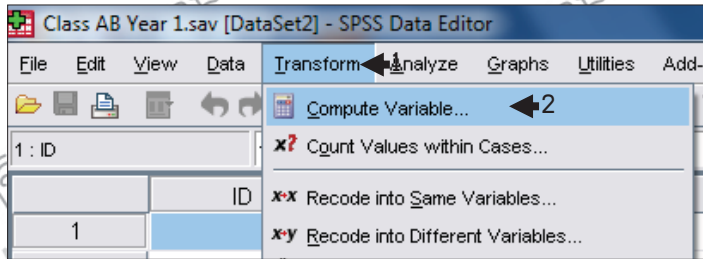 Class AB Year 1.sav [DataSet2] - SPSS Data Editor
File Edit View Data Transform 1 Analyze Graphs Utilities Add-
Compute Variable... 2
1 : ID
Count Values within Cases...
ID
Recode into Same Variables...
1
Recode into Different Variables...